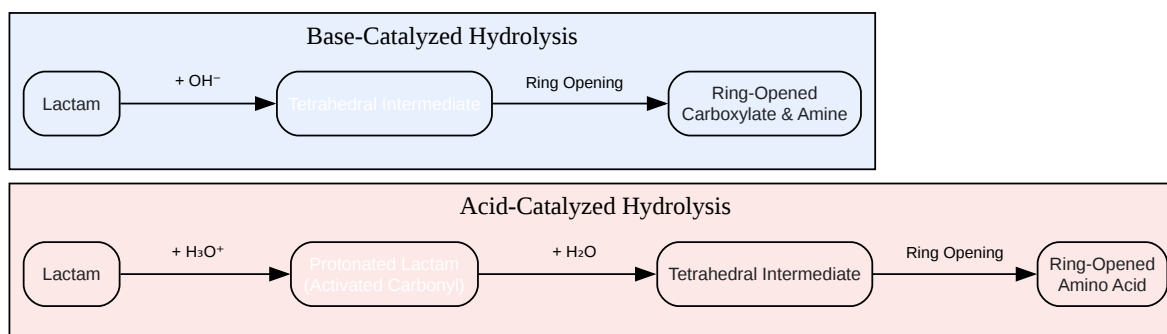 Base-Catalyzed Hydrolysis
Lactam
+ OH⁻
Tetrahedral Intermediate
Ring Opening
Ring-Opened
Carboxylate & Amine
Acid-Catalyzed Hydrolysis
Lactam
+ H₃O⁺
Protonated Lactam
(Activated Carbonyl)
+ H₂O
Tetrahedral Intermediate
Ring Opening
Ring-Opened
Amino Acid